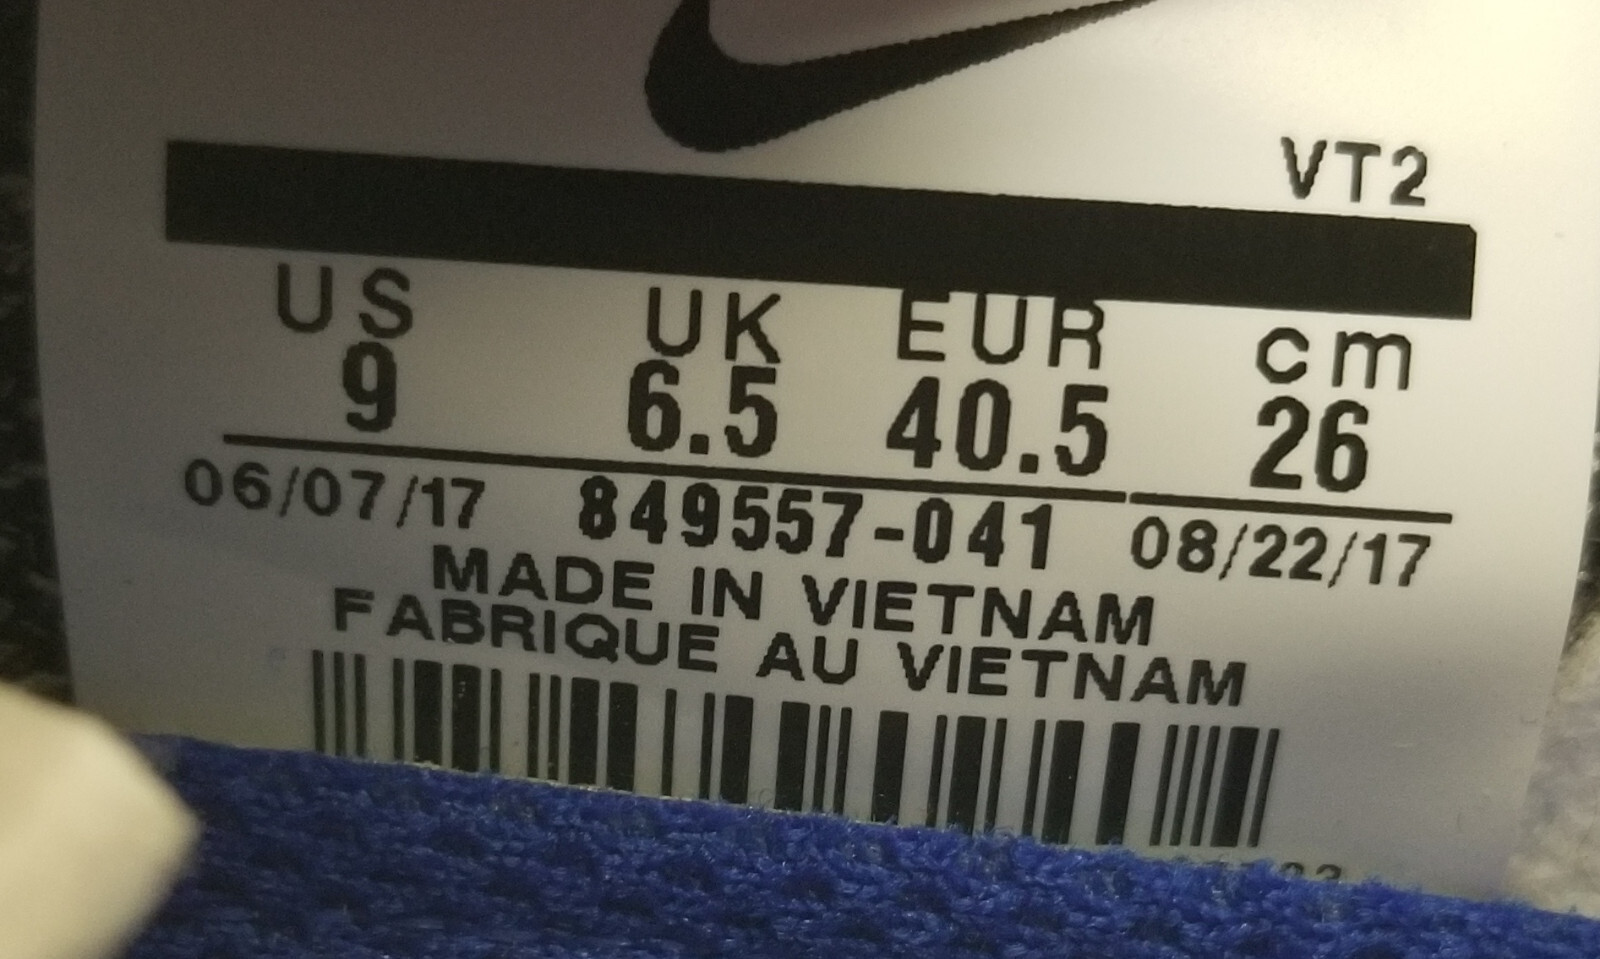 VT2
US UK EUR cm
9 6.5 40.5 26
06/07/17 849557-041 08/22/17
MADE IN VIETNAM
FABRIQUE AU VIETNAM